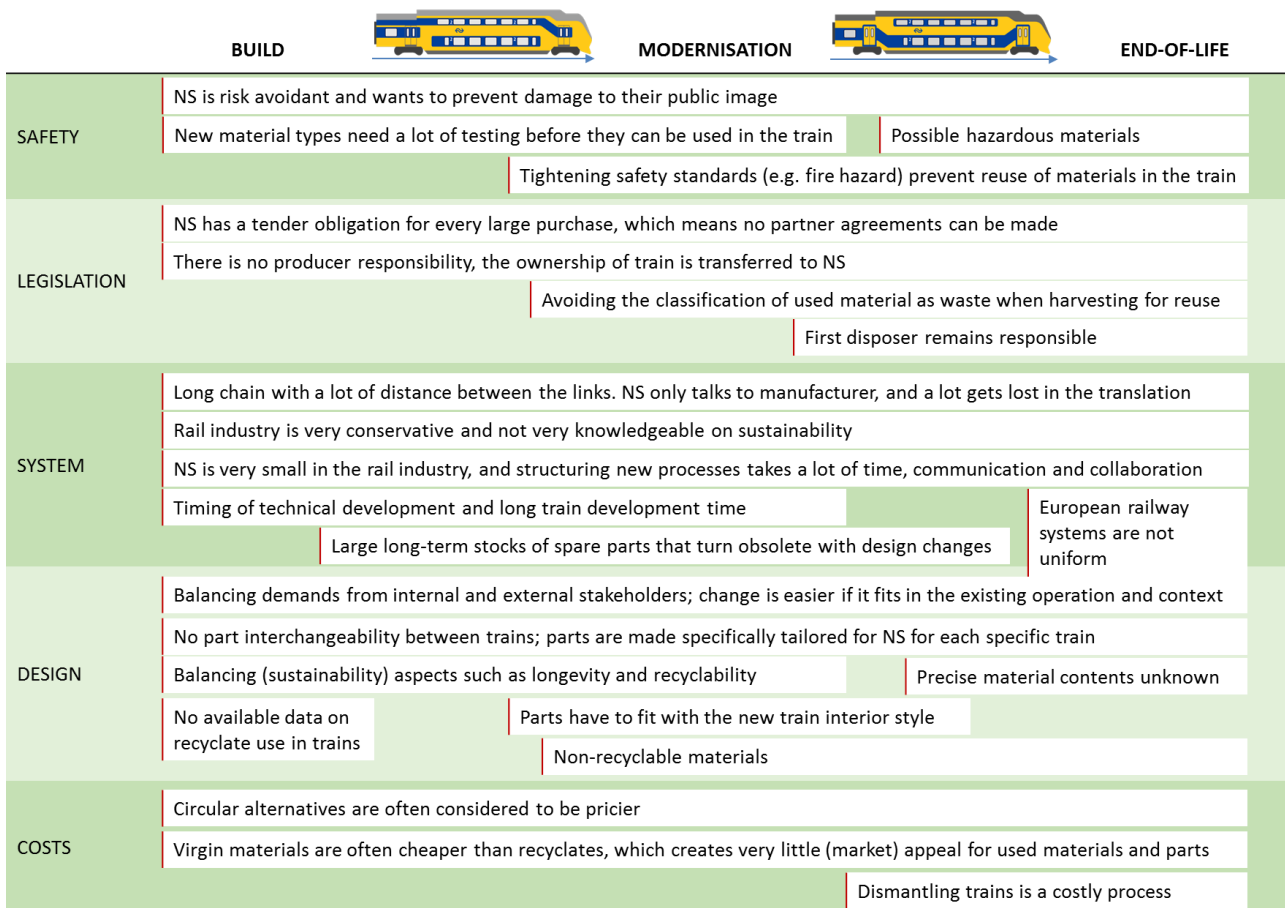 BUILD MODERNISATION END-OF-LIFE
SAFETY
NS is risk avoidant and wants to prevent damage to their public image
New material types need a lot of testing before they can be used in the train
Possible hazardous materials
Tightening safety standards (e.g. fire hazard) prevent reuse of materials in the train
LEGISLATION
NS has a tender obligation for every large purchase, which means no partner agreements can be made
There is no producer responsibility, the ownership of train is transferred to NS
Avoiding the classification of used material as waste when harvesting for reuse
First disposer remains responsible
SYSTEM
Long chain with a lot of distance between the links. NS only talks to manufacturer, and a lot gets lost in the translation
Rail industry is very conservative and not very knowledgeable on sustainability
NS is very small in the rail industry, and structuring new processes takes a lot of time, communication and collaboration
Timing of technical development and long train development time
European railway
systems are not
uniform
Large long-term stocks of spare parts that turn obsolete with design changes
DESIGN
Balancing demands from internal and external stakeholders; change is easier if it fits in the existing operation and context
No part interchangeability between trains; parts are made specifically tailored for NS for each specific train
Balancing (sustainability) aspects such as longevity and recyclability
Precise material contents unknown
No available data on
recyclate use in trains
Parts have to fit with the new train interior style
Non-recyclable materials
COSTS
Circular alternatives are often considered to be pricier
Virgin materials are often cheaper than recyclates, which creates very little (market) appeal for used materials and parts
Dismantling trains is a costly process